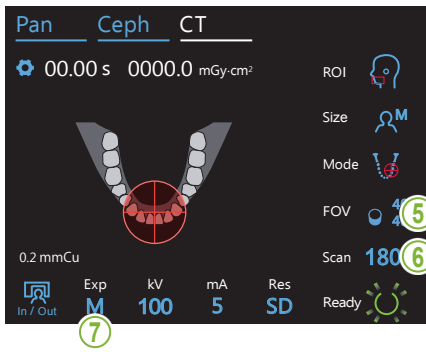 Pan Ceph CT
00.00 s 0000.0 mGy·cm²
ROI
Size M
Mode
FOV 4 4 5
0.2 mmCu
Scan 180 6
Exp kV mA Res
In / Out M 100 5 SD
Ready
7